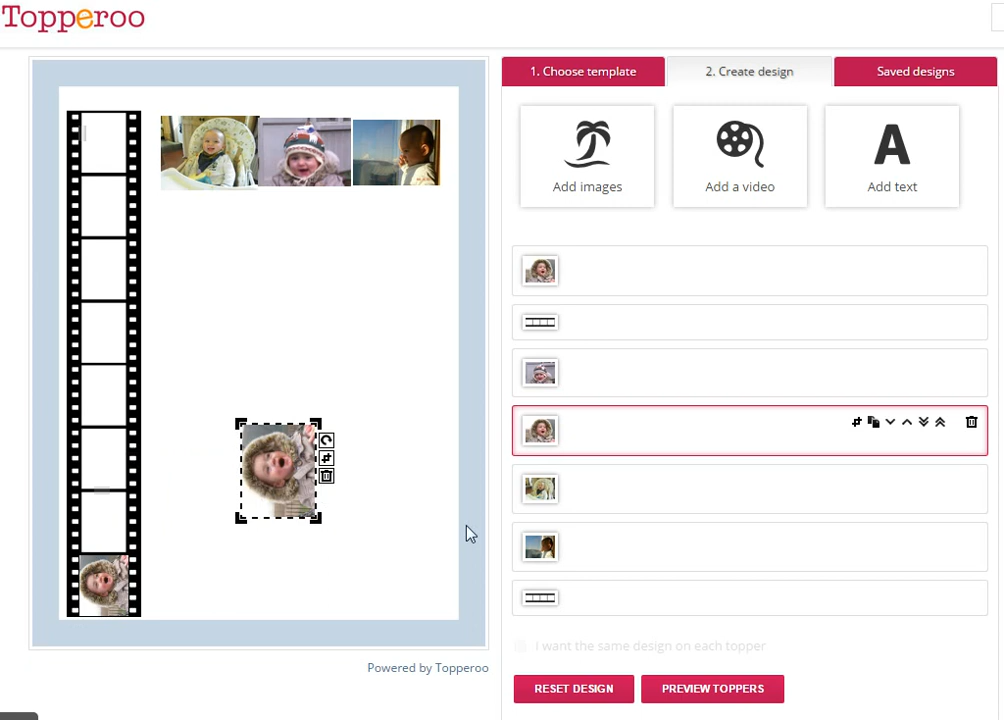 Topperoo
1. Choose template
2. Create design
Saved designs
Add images
Add a video
A
Add text
I want the same design on each topper
Powered by Topperoo
RESET DESIGN
PREVIEW TOPPERS